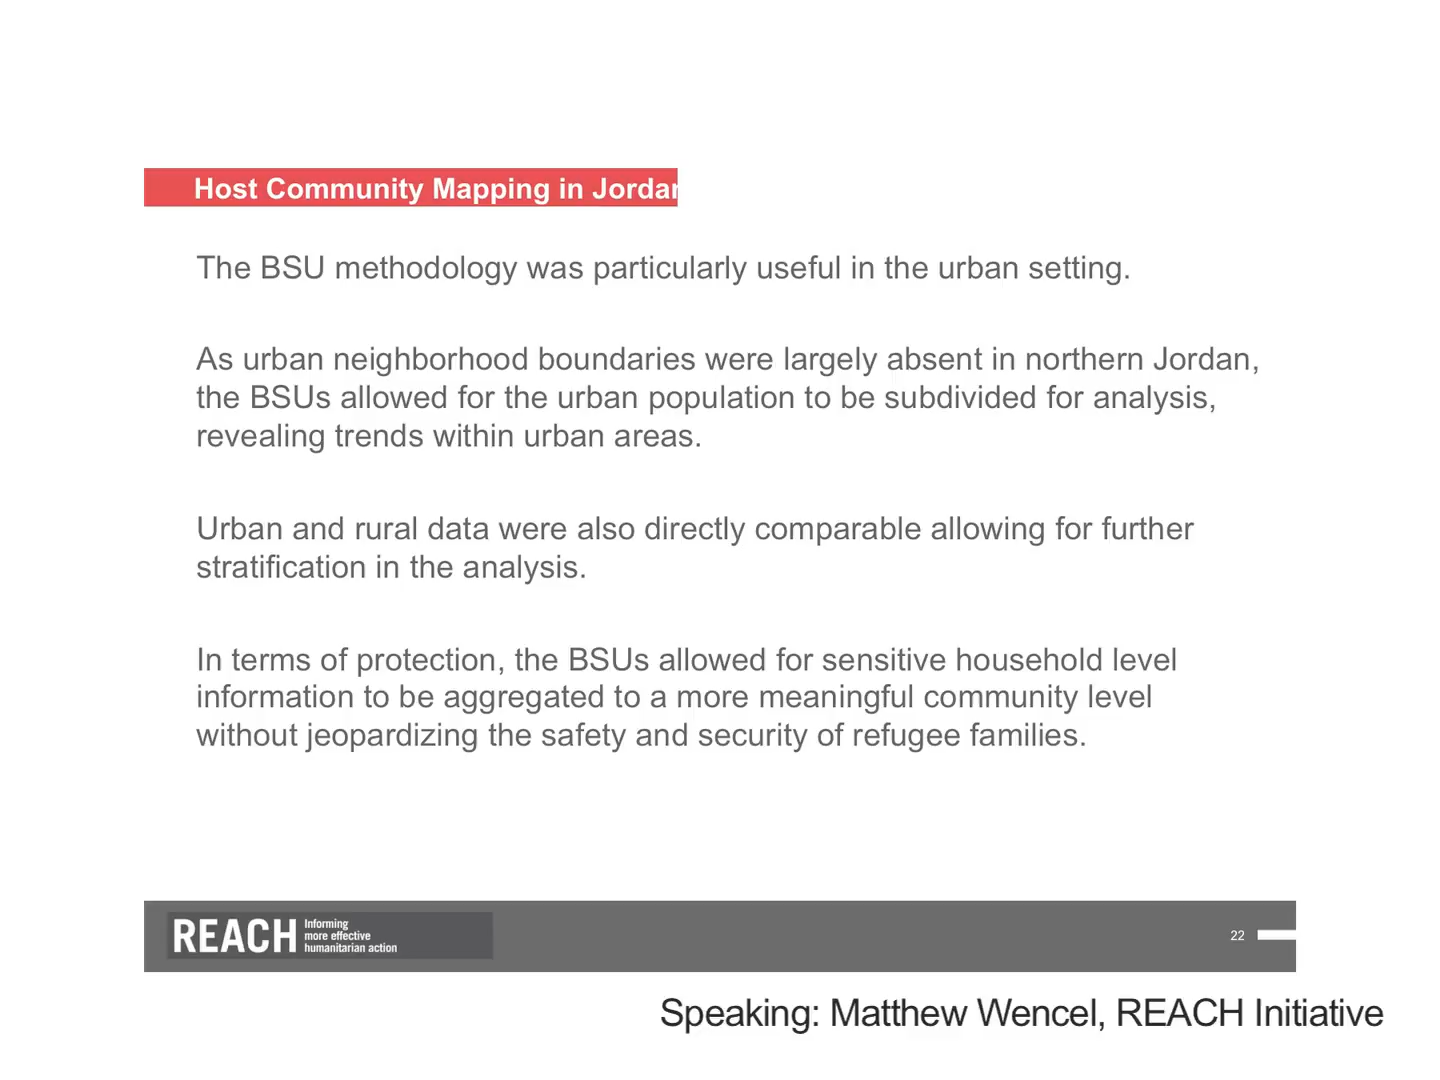 Host Community Mapping in Jordan
The BSU methodology was particularly useful in the urban setting.
As urban neighborhood boundaries were largely absent in northern Jordan,
the BSUs allowed for the urban population to be subdivided for analysis,
revealing trends within urban areas.
Urban and rural data were also directly comparable allowing for further
stratification in the analysis.
In terms of protection, the BSUs allowed for sensitive household level
information to be aggregated to a more meaningful community level
without jeopardizing the safety and security of refugee families.
REACH Informing
more effective
humanitarian action
22
Speaking: Matthew Wencel, REACH Initiative